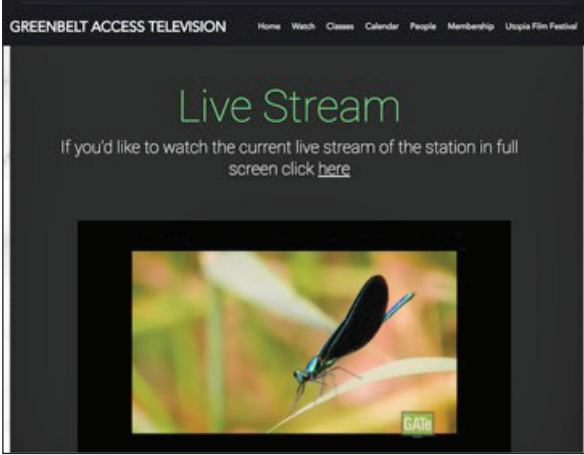 GREENBELT ACCESS TELEVISION Home Watch Classes Calendar People Membership Utopia Film Festival
Live Stream
If you'd like to watch the current live stream of the station in full
screen click here
GATe